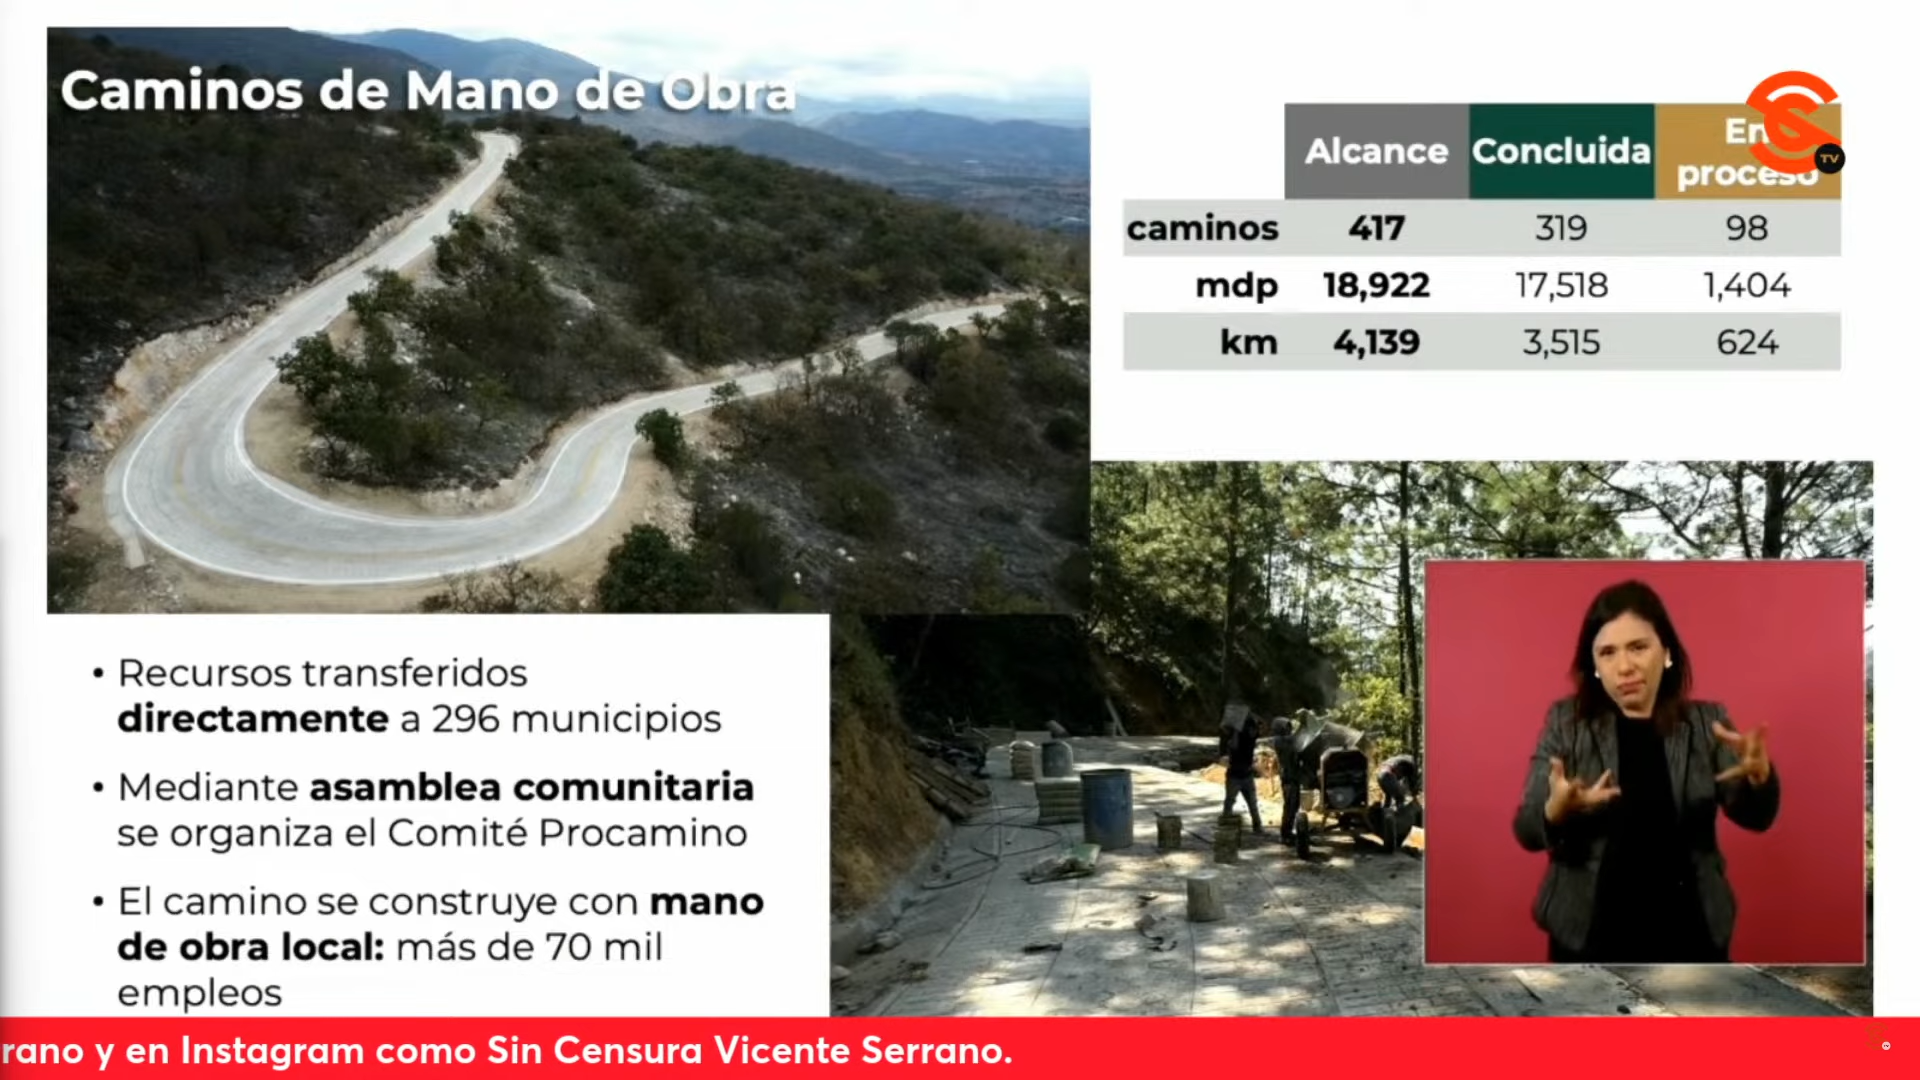 Caminos de Mano de Obra
Alcance Concluida En proceso
caminos 417 319 98
mdp 18,922 17,518 1,404
km 4,139 3,515 624
• Recursos transferidos
directamente a 296 municipios
• Mediante asamblea comunitaria
se organiza el Comité Procamino
• El camino se construye con mano
de obra local: más de 70 mil
empleos
TV
rano y en Instagram como Sin Censura Vicente Serrano.